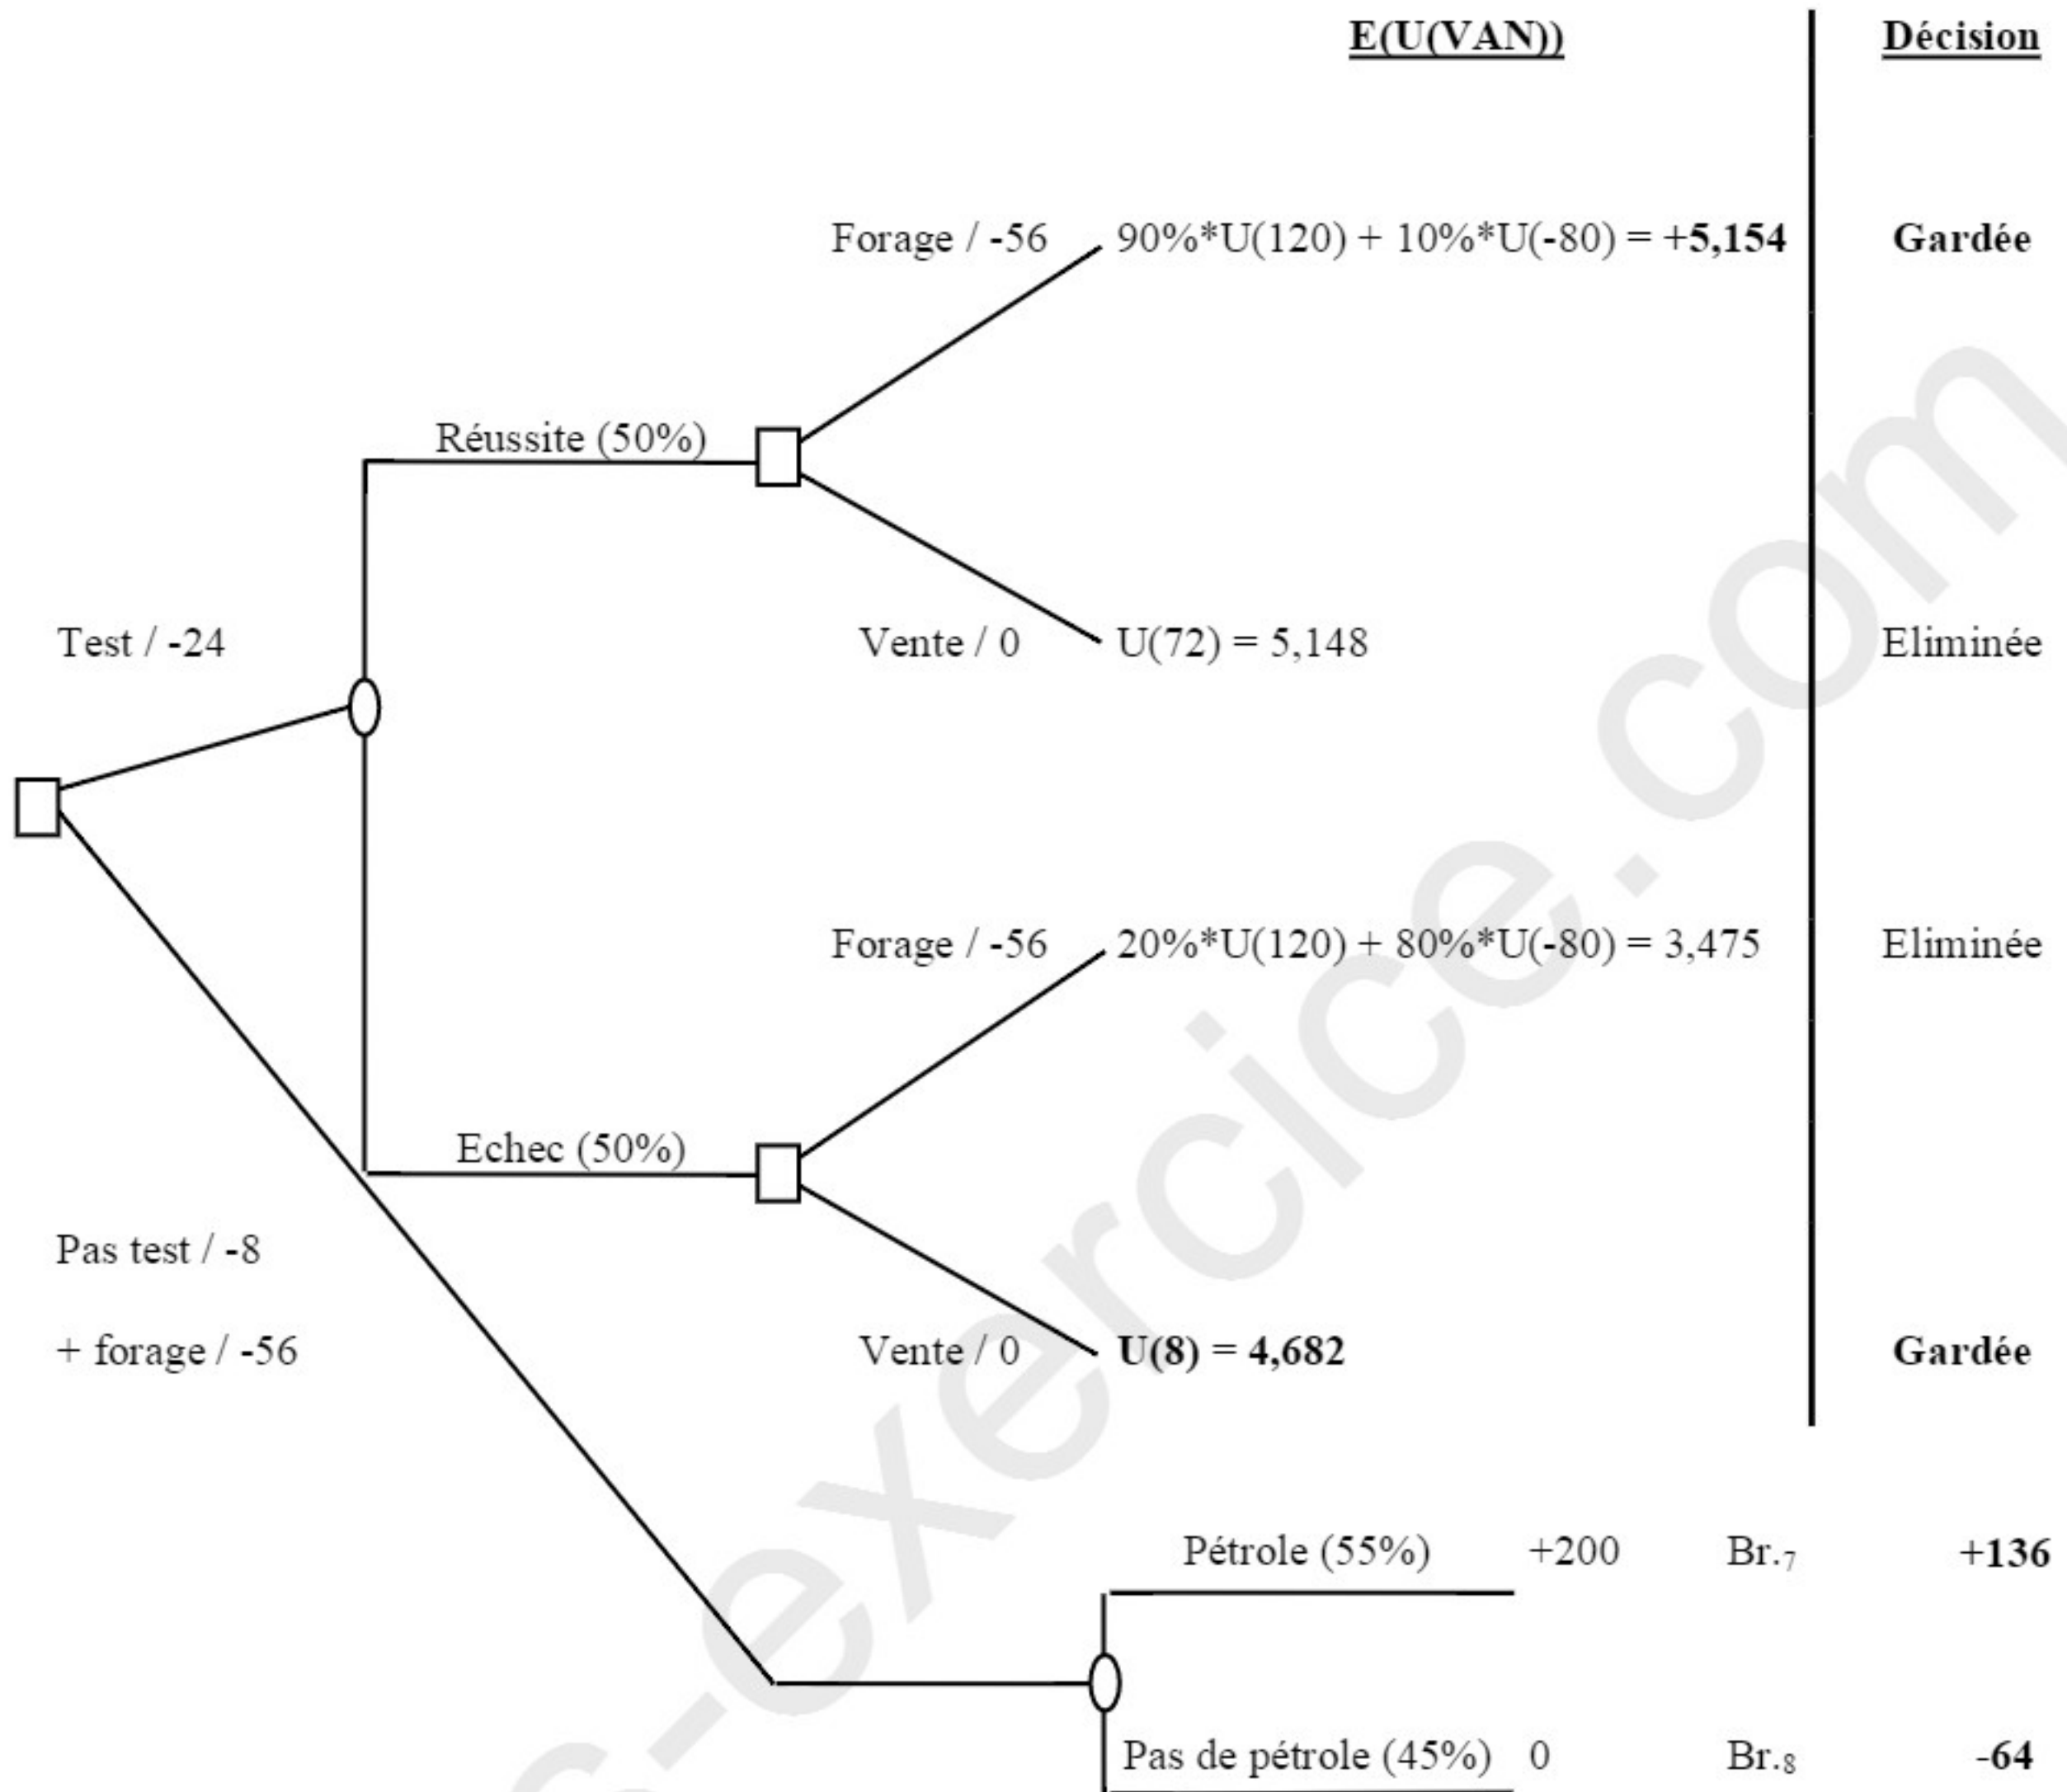 E(U(VAN)) Décision
Forage / -56 90%*U(120) + 10%*U(-80) = +5,154 Gardée
Réussite (50%)
Test / -24 Vente / 0 U(72) = 5,148 Eliminée
Forage / -56 20%*U(120) + 80%*U(-80) = 3,475 Eliminée
Echec (50%)
Pas test / -8
+ forage / -56 Vente / 0 U(8) = 4,682 Gardée
Pétrole (55%) +200 Br.7 +136
Pas de pétrole (45%) 0 Br.8 -64
s-exercice.com